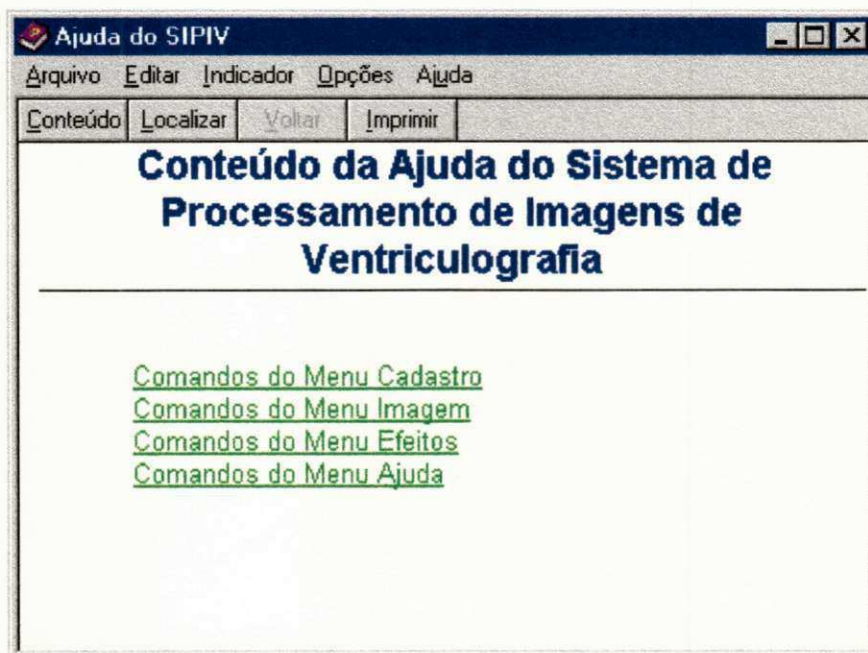 Ajuda do SIPIV
Arquivo Editar Indicador Opções Ajuda
Conteúdo Localizar Voltar Imprimir
Conteúdo da Ajuda do Sistema de
Processamento de Imagens de
Ventriculografia
Comandos do Menu Cadastro
Comandos do Menu Imagem
Comandos do Menu Efeitos
Comandos do Menu Ajuda